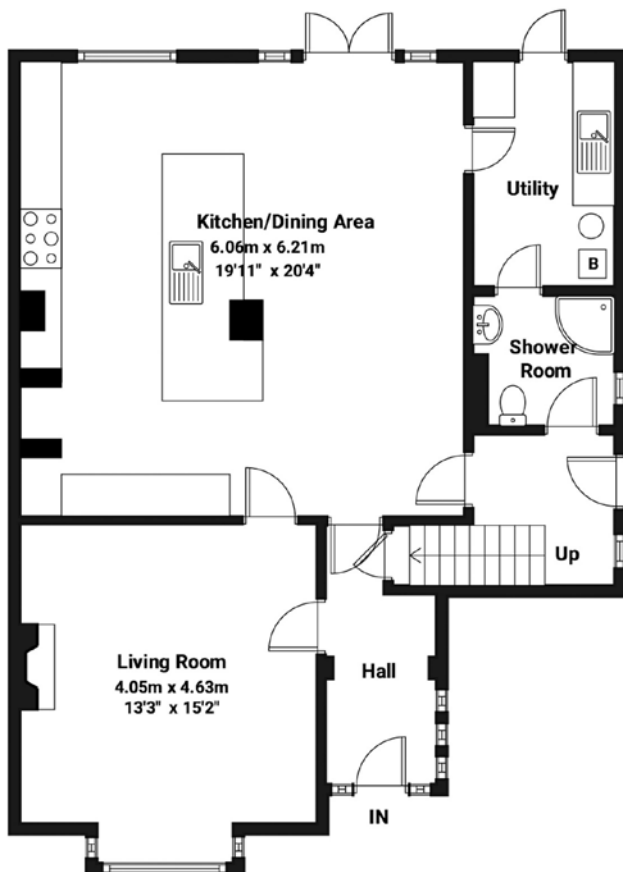 Utility
Kitchen/Dining Area
6.06m x 6.21m
19'11" x 20'4"
B
Shower
Room
Up
Living Room
4.05m x 4.63m
13'3" x 15'2"
Hall
IN